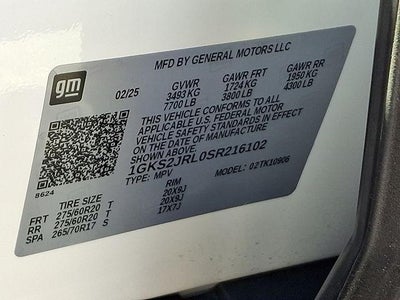 gm
MFD BY GENERAL MOTORS LLC
02/25 GVWR GAWR FRT GAWR RR
3493 KG 1724 KG 1950 KG
7700 LB 3800 LB 4300 LB
THIS VEHICLE CONFORMS TO ALL
APPLICABLE U.S. FEDERAL MOTOR
VEHICLE SAFETY STANDARDS IN EFFECT
ON THE DATE OF MANUFACTURE
SHOWN ABOVE.
1GKS2JRL0SR216102
TYPE: MPV MODEL: 02TK10906
8624
TIRE SIZE RIM
FRT 275/60R20 T 20X9J
RR 275/60R20 T 20X9J
SPA 265/70R17 S 17X7J